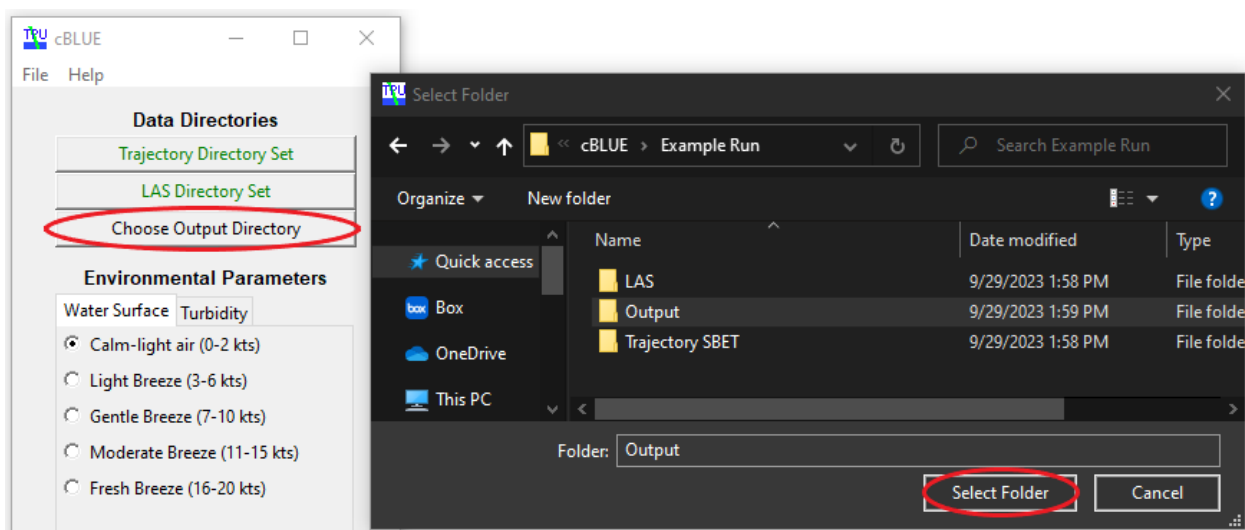 TPU cBLUE
File Help
Data Directories
Trajectory Directory Set
LAS Directory Set
Choose Output Directory
Environmental Parameters
Water Surface Turbidity
Calm-light air (0-2 kts)
Light Breeze (3-6 kts)
Gentle Breeze (7-10 kts)
Moderate Breeze (11-15 kts)
Fresh Breeze (16-20 kts)
TPU Select Folder
« cBLUE › Example Run
Search Example Run
Organize New folder
?
Name Date modified Type
LAS 9/29/2023 1:58 PM File folde
Output 9/29/2023 1:59 PM File folde
Trajectory SBET 9/29/2023 1:58 PM File folde
Quick access
box Box
OneDrive
This PC
Folder: Output
Select Folder Cancel